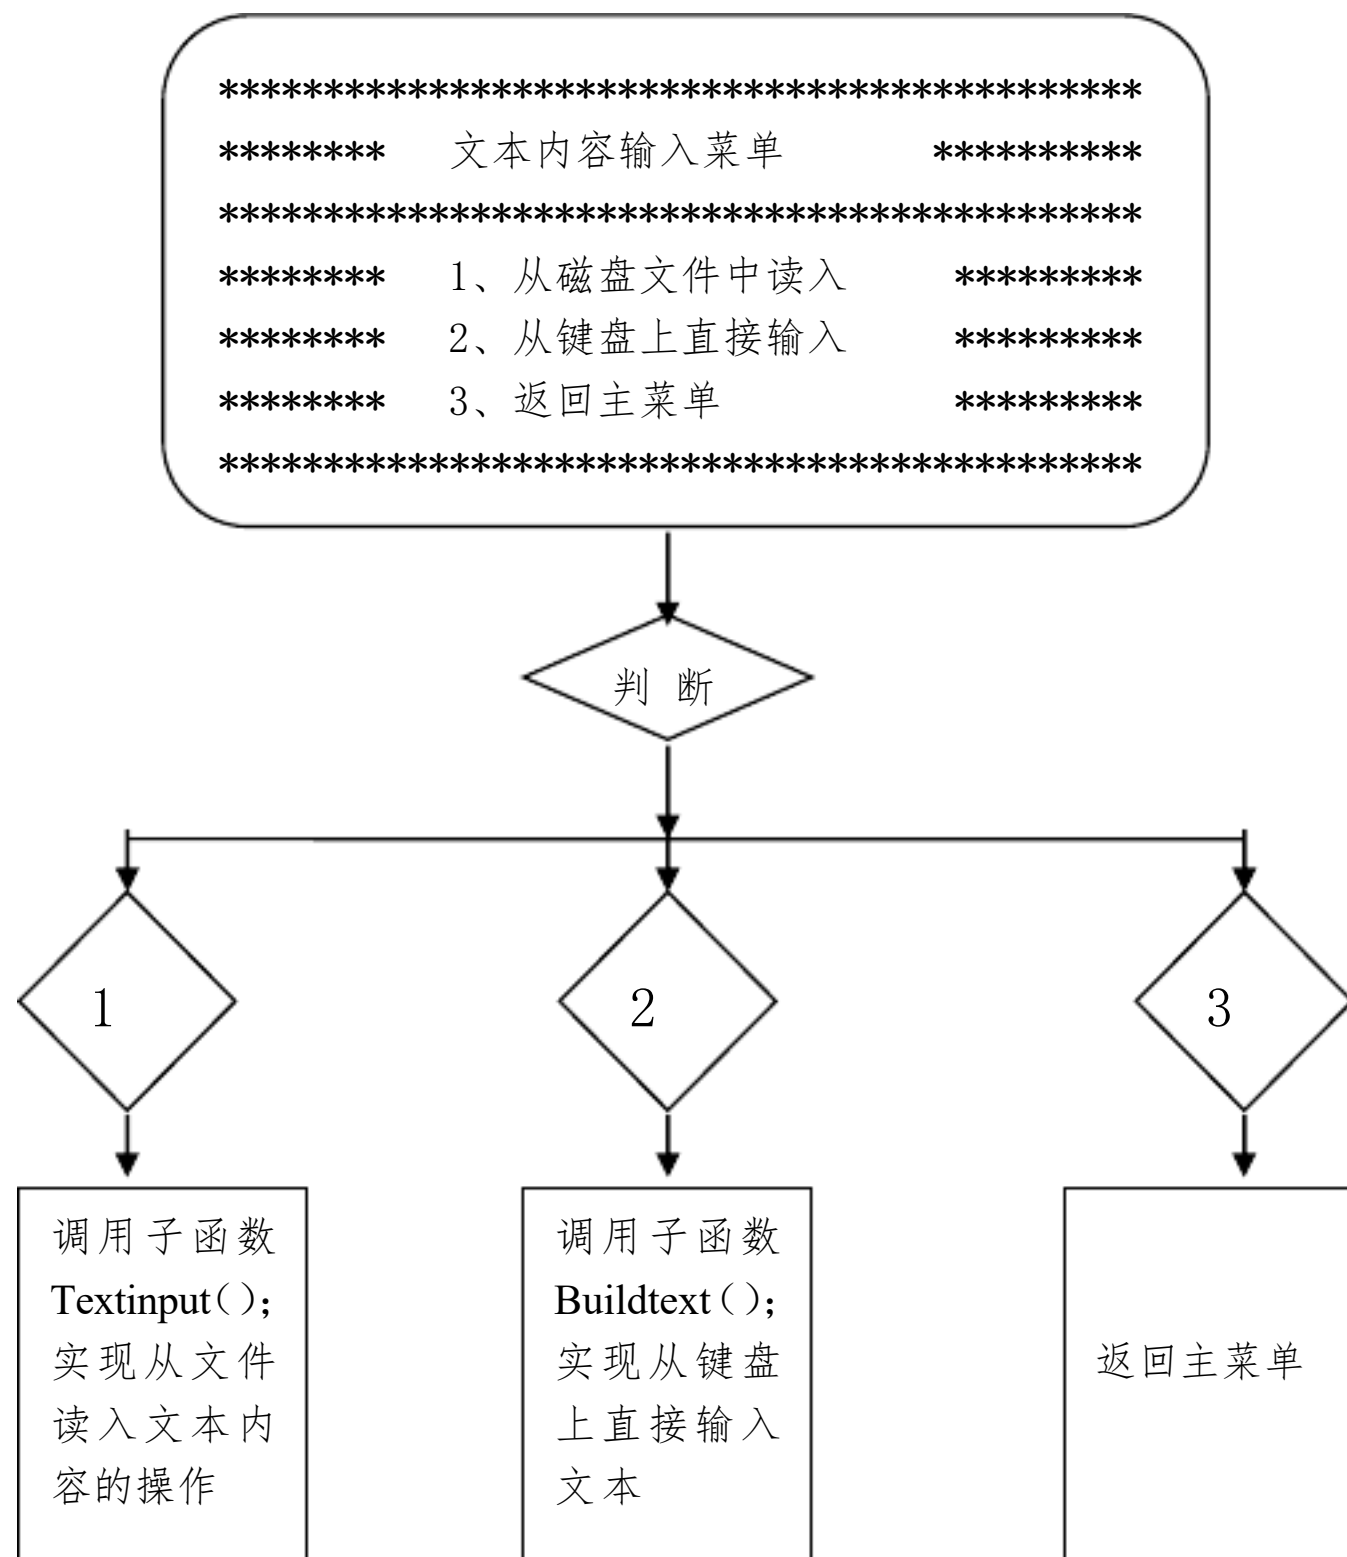 ********************************************
******** 文本内容输入菜单 **********
********************************************
******** 1、从磁盘文件中读入 *********
******** 2、从键盘上直接输入 *********
******** 3、返回主菜单 *********
********************************************
判 断
1
2
3
调用子函数
Textinput();
实现从文件
读入文本内
容的操作
调用子函数
Buildtext();
实现从键盘
上直接输入
文本
返回主菜单